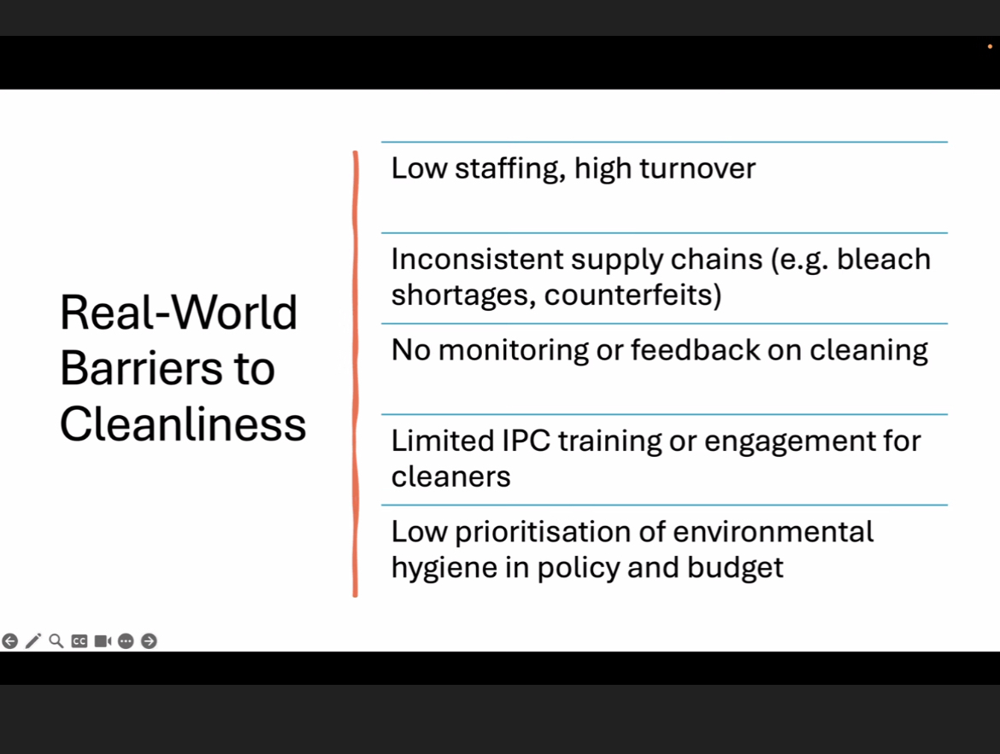 Real-World
Barriers to
Cleanliness
Low staffing, high turnover
Inconsistent supply chains (e.g. bleach
shortages, counterfeits)
No monitoring or feedback on cleaning
Limited IPC training or engagement for
cleaners
Low prioritisation of environmental
hygiene in policy and budget
CC